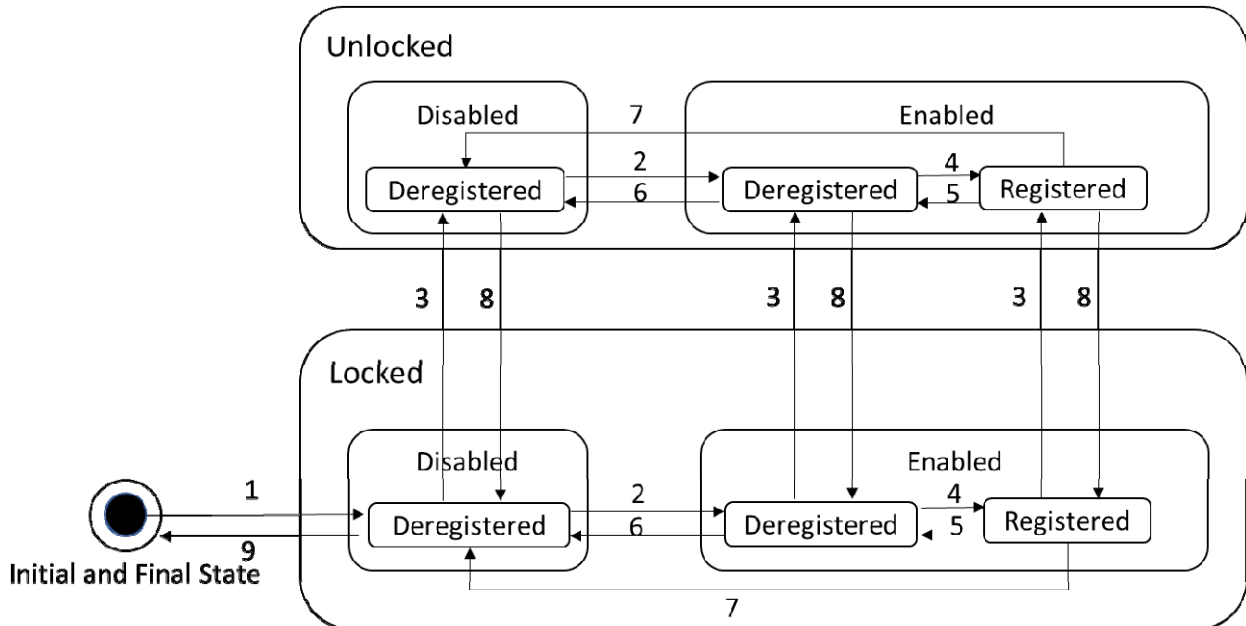 Unlocked
Disabled
7
Enabled
2
4
Deregistered
Deregistered
Registered
6
5
3
8
3
8
3
8
Locked
Disabled
Enabled
1
2
4
Deregistered
Deregistered
Registered
6
5
9
Initial and Final State
7